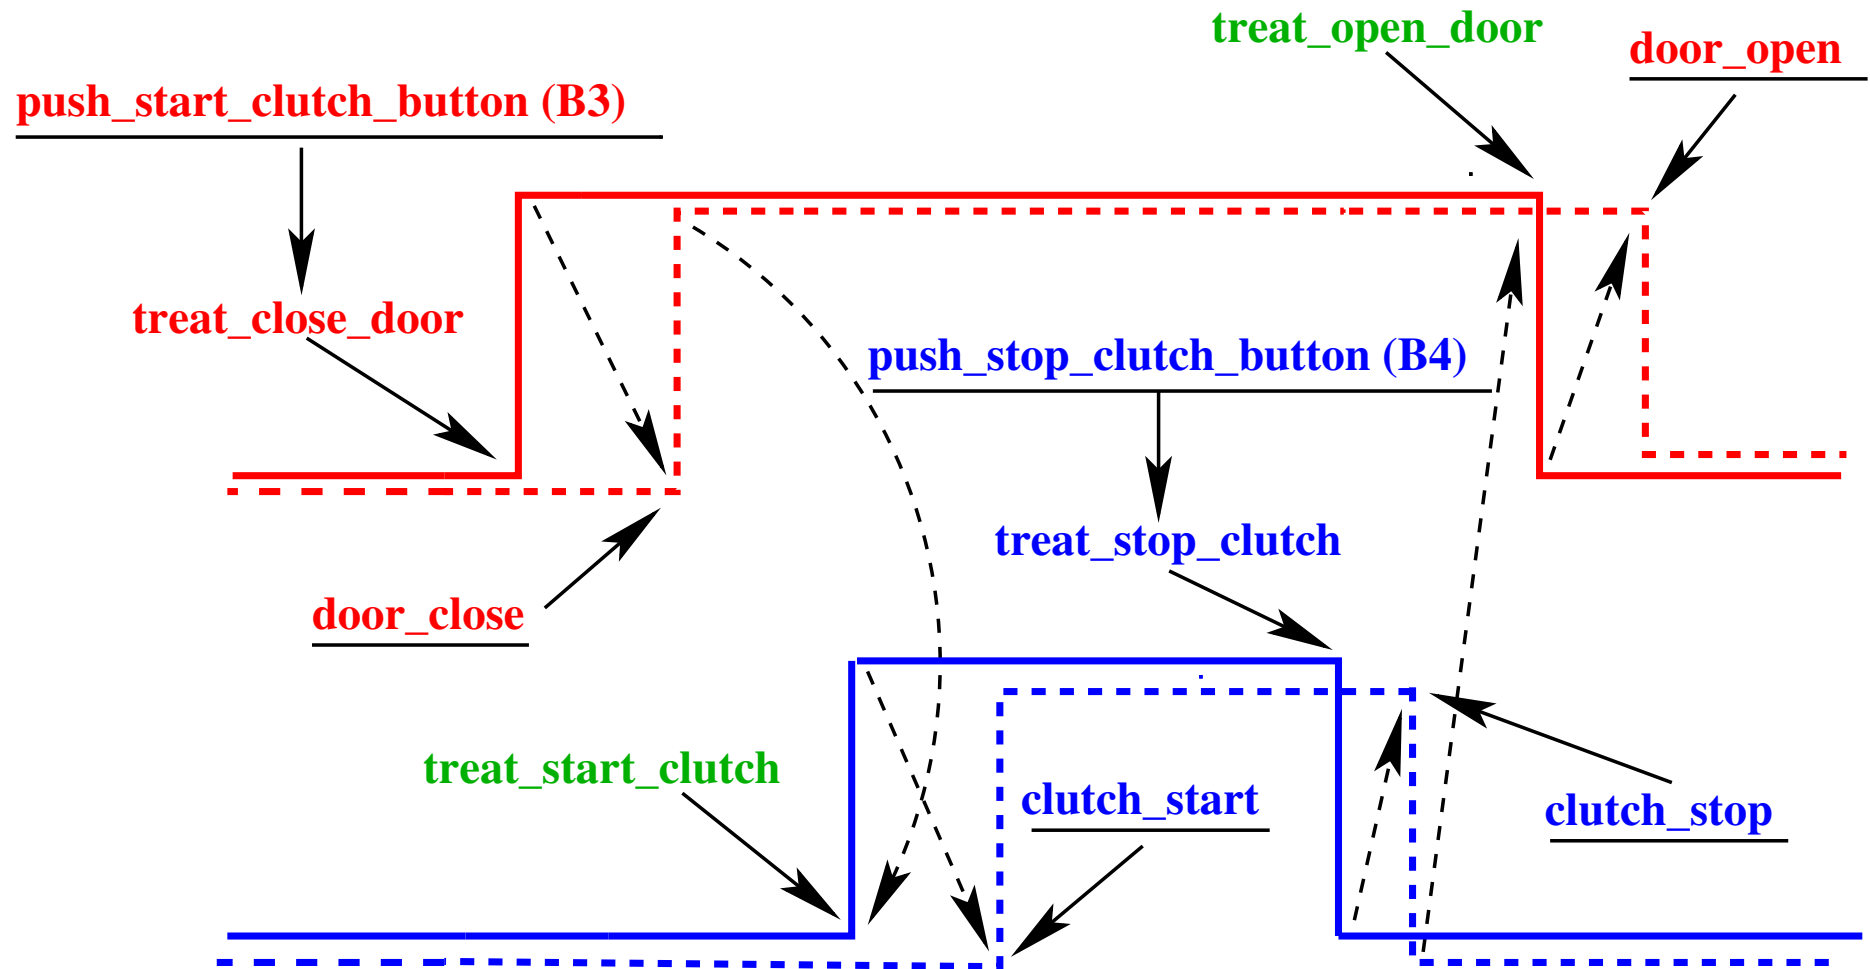 treat_open_door
door_open
push_start_clutch_button (B3)
treat_close_door
push_stop_clutch_button (B4)
treat_stop_clutch
door_close
treat_start_clutch
clutch_start
clutch_stop